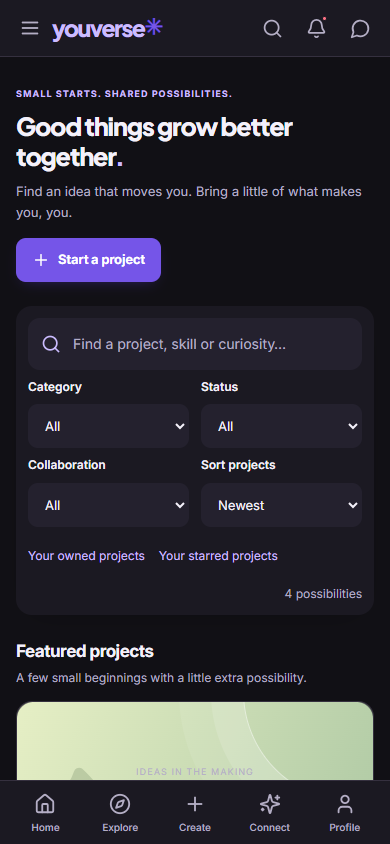 youverse
SMALL STARTS. SHARED POSSIBILITIES.
Good things grow better
together.
Find an idea that moves you. Bring a little of what makes
you, you.
Start a project
Find a project, skill or curiosity...
Category
Status
All
All
Collaboration
Sort projects
All
Newest
Your owned projects
Your starred projects
4 possibilities
Featured projects
A few small beginnings with a little extra possibility.
IDEAS IN THE MAKING
Home
Explore
Create
Connect
Profile